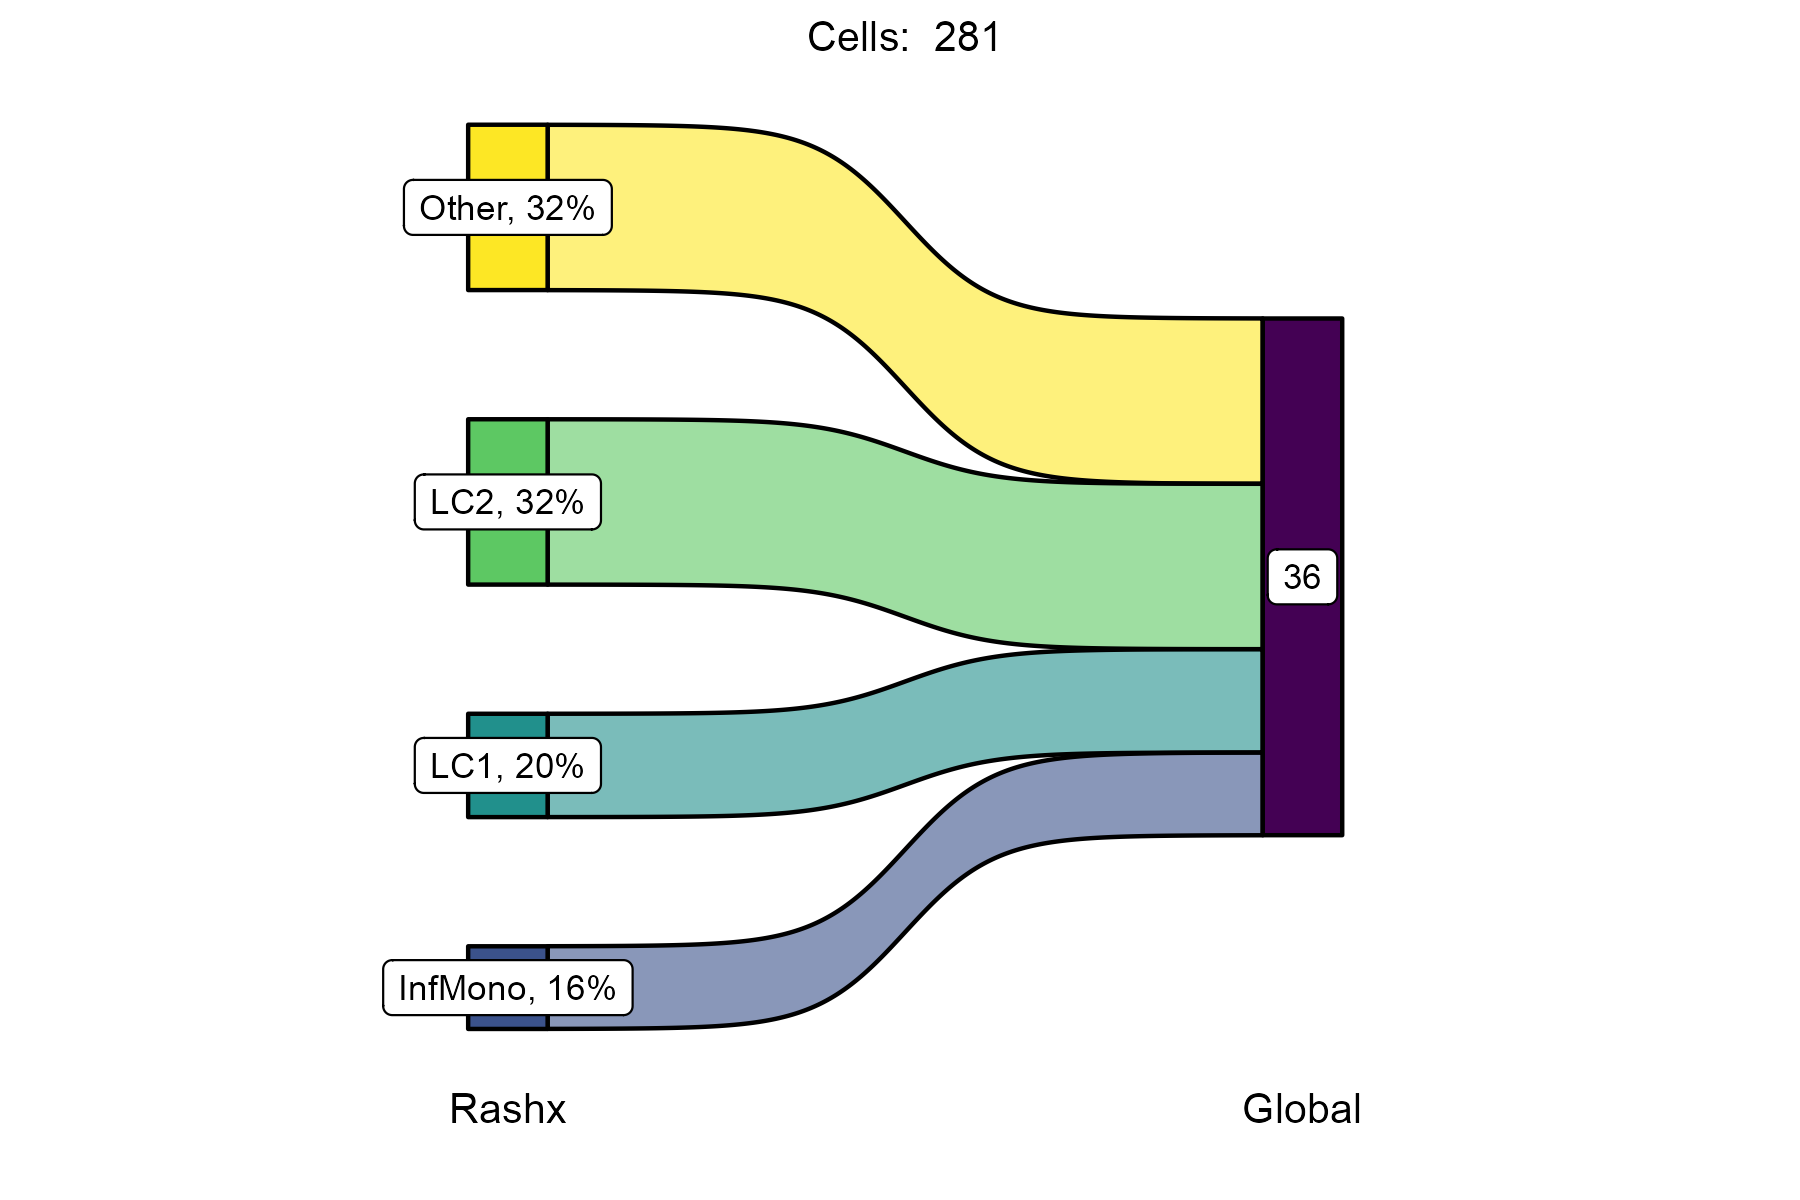 Cells:  281
Other, 32%
LC2, 32%
36
LC1, 20%
InfMono, 16%
Rashx
Global